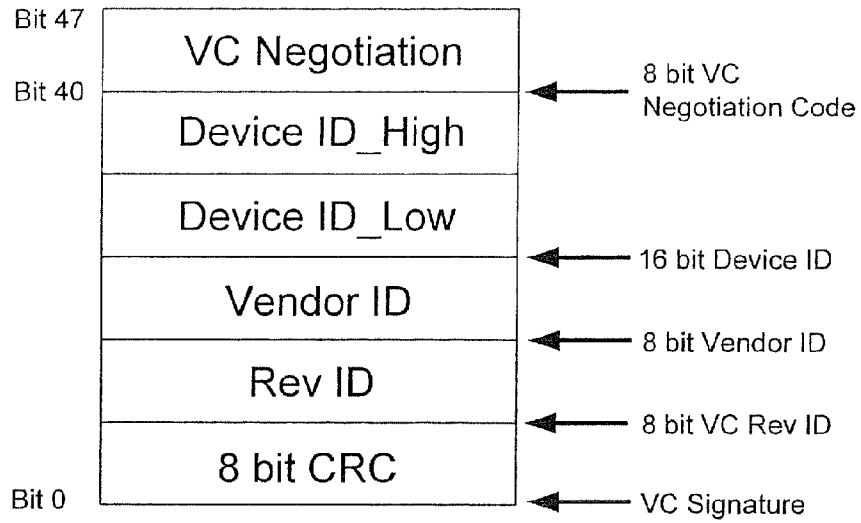 Bit 47
VC Negotiation
Bit 40
8 bit VC
Negotiation Code
Device ID_High
Device ID_Low
16 bit Device ID
Vendor ID
8 bit Vendor ID
Rev ID
8 bit VC Rev ID
8 bit CRC
Bit 0
VC Signature